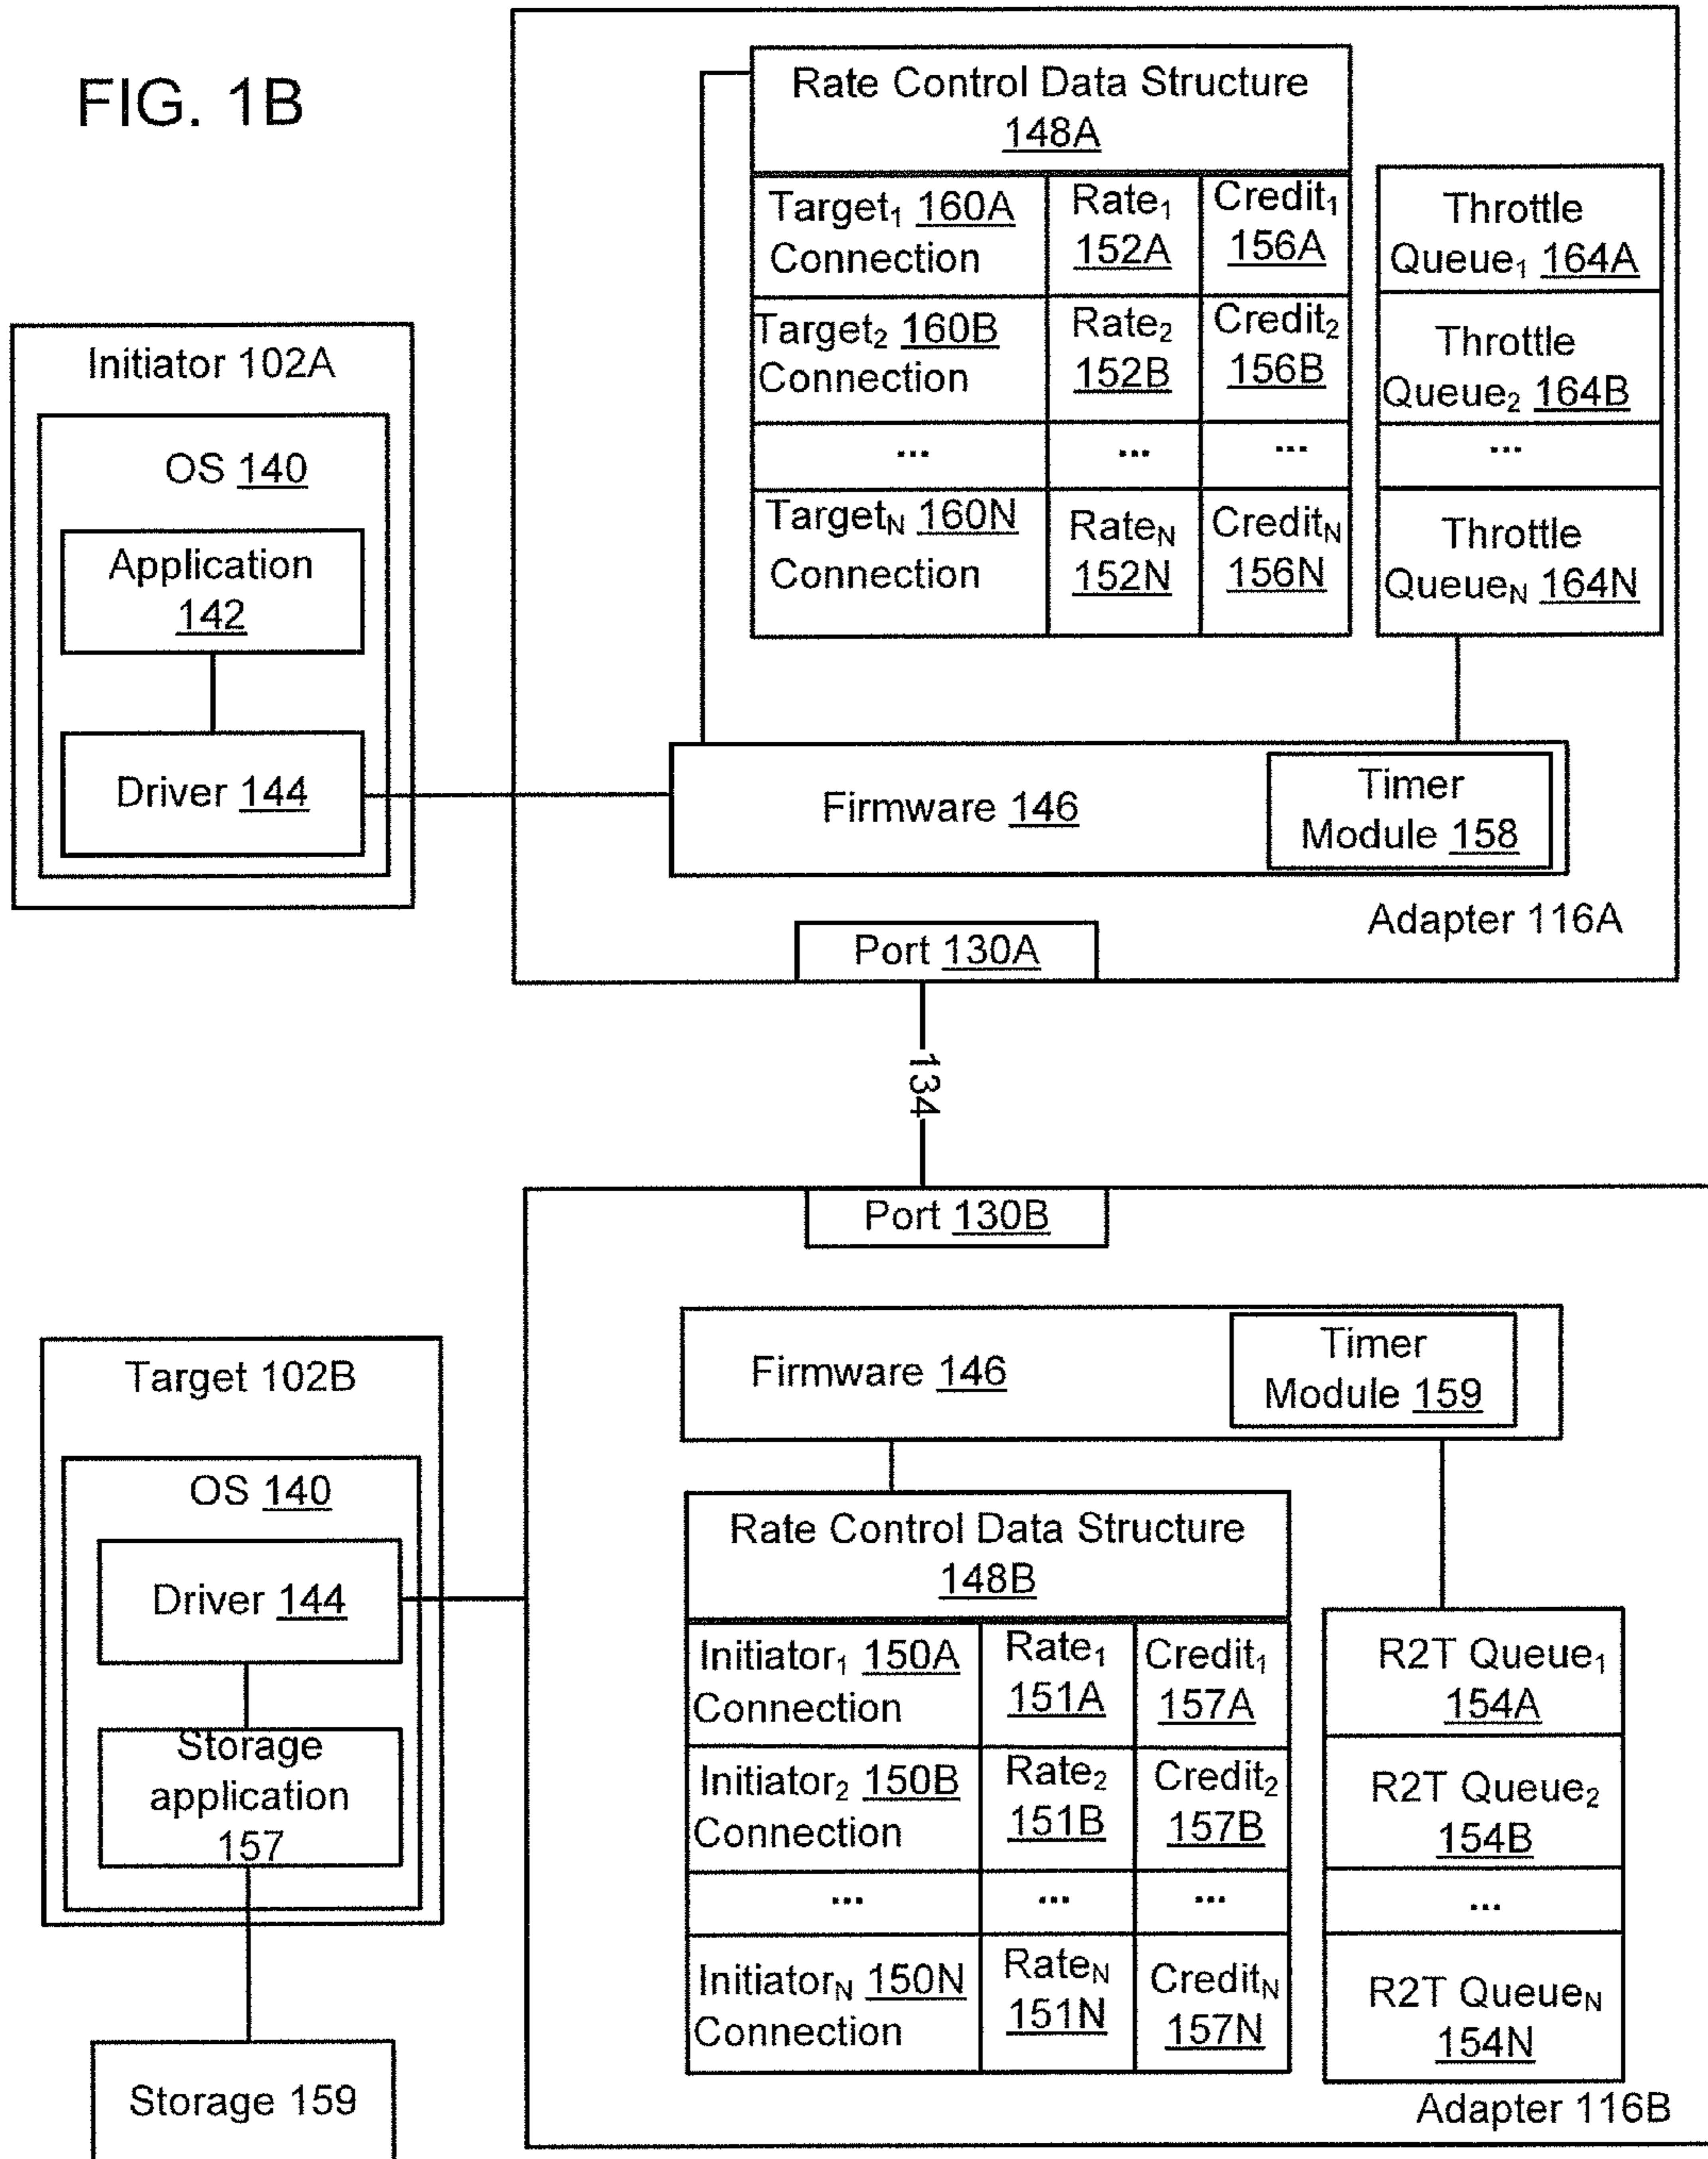 FIG. 1B
Rate Control Data Structure
148A
Target1 160A
Connection
Rate1
152A
Credit1
156A
Target2 160B
Connection
Rate2
152B
Credit2
156B
...
...
...
TargetN 160N
Connection
RateN
152N
CreditN
156N
Throttle
Queue1 164A
Throttle
Queue2 164B
...
Throttle
QueueN 164N
Initiator 102A
OS 140
Application
142
Driver 144
Firmware 146
Timer
Module 158
Adapter 116A
Port 130A
134
Port 130B
Firmware 146
Timer
Module 159
Target 102B
OS 140
Driver 144
Storage
application
157
Storage 159
Rate Control Data Structure
148B
Initiator1 150A
Connection
Rate1
151A
Credit1
157A
Initiator2 150B
Connection
Rate2
151B
Credit2
157B
...
...
...
InitiatorN 150N
Connection
RateN
151N
CreditN
157N
R2T Queue1
154A
R2T Queue2
154B
...
R2T QueueN
154N
Adapter 116B